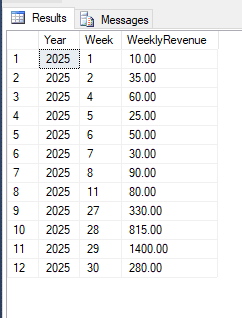 Results Messages
Year Week WeeklyRevenue
1 2025 1 10.00
2 2025 2 35.00
3 2025 4 60.00
4 2025 5 25.00
5 2025 6 50.00
6 2025 7 30.00
7 2025 8 90.00
8 2025 11 80.00
9 2025 27 330.00
10 2025 28 815.00
11 2025 29 1400.00
12 2025 30 280.00